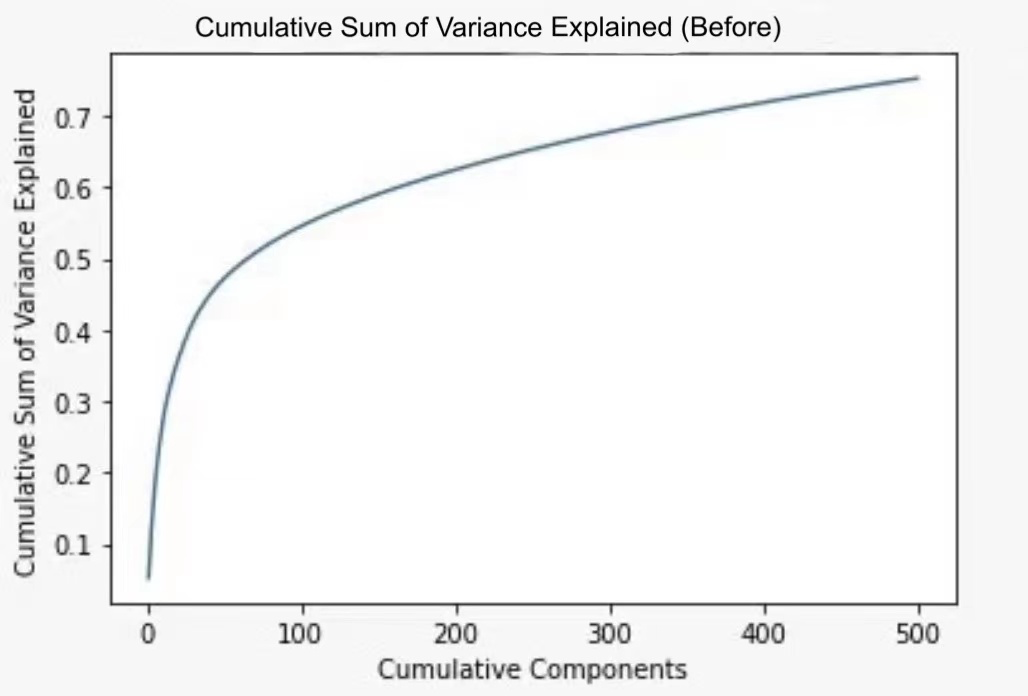 Cumulative Sum of Variance Explained (Before)
Cumulative Sum of Variance Explained
0.7
0.6
0.5
0.4
0.3
0.2
0.1
0 100 200 300 400 500
Cumulative Components